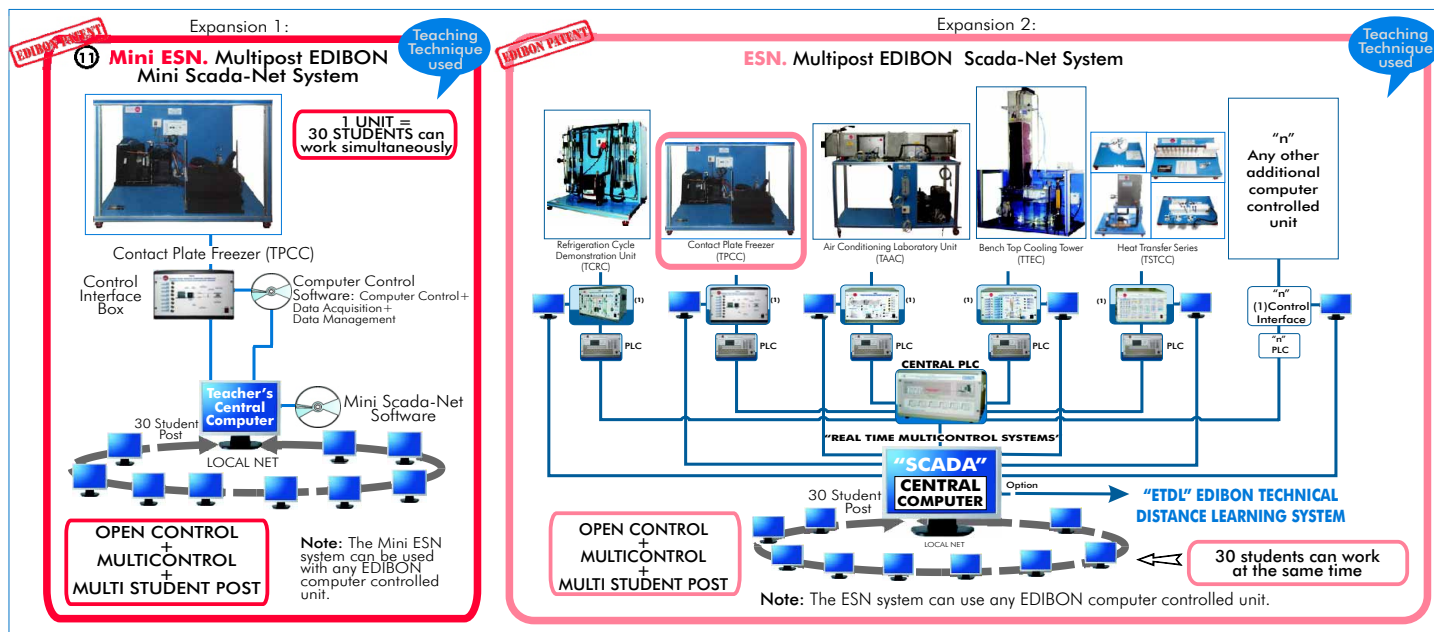 Expansion 1:
EDIBON PATENT
Teaching
Technique
used
11 Mini ESN. Multipost EDIBON
Mini Scada-Net System
1 UNIT =
30 STUDENTS can
work simultaneously
Contact Plate Freezer (TPCC)
Control
Interface
Box
Computer Control
Software: Computer Control+
Data Acquisition+
Data Management
Teacher's
Central
Computer
Mini Scada-Net
Software
30 Student
Post
LOCAL NET
OPEN CONTROL
+
MULTICONTROL
+
MULTI STUDENT POST
Note: The Mini ESN
system can be used
with any EDIBON
computer controlled
unit.
Expansion 2:
EDIBON PATENT
Teaching
Technique
used
ESN. Multipost EDIBON Scada-Net System
Refrigeration Cycle
Demonstration Unit
(TCRC)
Contact Plate Freezer
(TPCC)
Air Conditioning Laboratory Unit
(TAAC)
Bench Top Cooling Tower
(TTEC)
Heat Transfer Series
(TSTCC)
"n"
Any other
additional
computer
controlled
unit
(1)
(1)
(1)
(1)
(1)
"n"
(1)Control
Interface
PLC
PLC
PLC
PLC
PLC
"n"
PLC
CENTRAL PLC
"REAL TIME MULTICONTROL SYSTEMS'
"SCADA"
CENTRAL
COMPUTER
Option
"ETDL" EDIBON TECHNICAL
DISTANCE LEARNING SYSTEM
30 Student
Post
LOCAL NET
OPEN CONTROL
+
MULTICONTROL
+
MULTI STUDENT POST
30 students can work
at the same time
Note: The ESN system can use any EDIBON computer controlled unit.